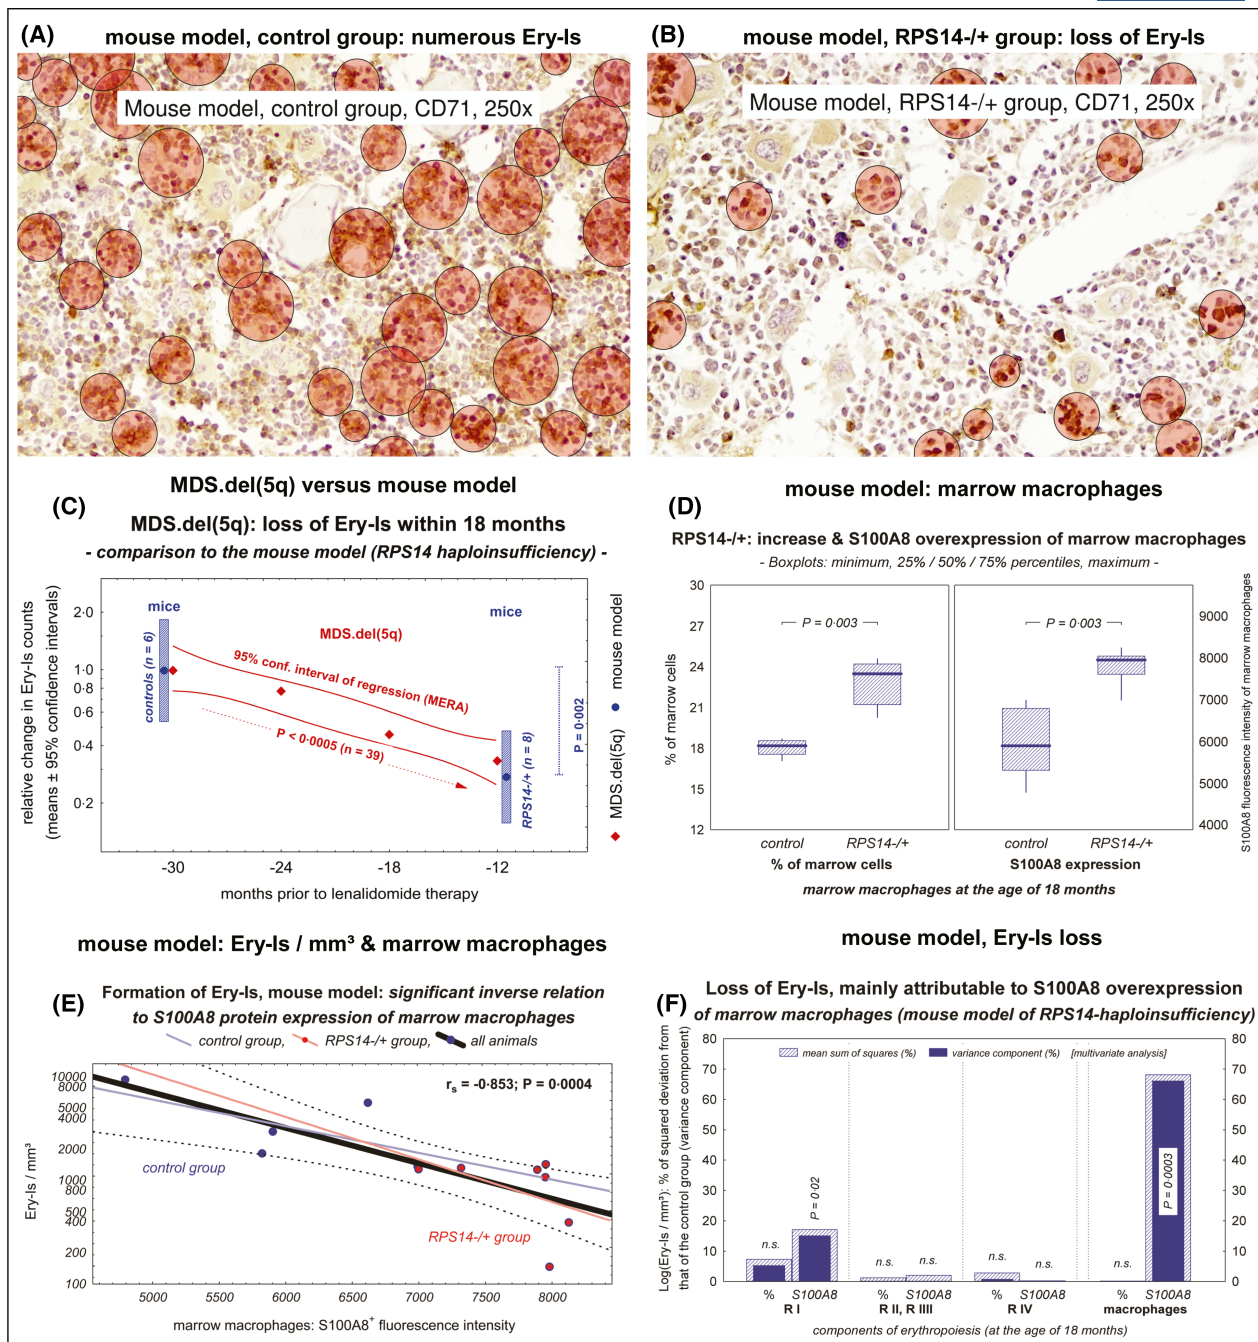 (A) mouse model, control group: numerous Ery-Is
Mouse model, control group, CD71, 250x
(B) mouse model, RPS14-/+ group: loss of Ery-Is
Mouse model, RPS14-/+ group, CD71, 250x
(C) MDS.del(5q) versus mouse model
MDS.del(5q): loss of Ery-Is within 18 months
- comparison to the mouse model (RPS14 haploinsufficiency) -
relative change in Ery-Is counts
(means ± 95% confidence intervals)
2·0
1·0
0·8
0·6
0·4
0·2
mice
mice
controls (n = 6)
MDS.del(5q)
95% conf. interval of regression (MERA)
P < 0·0005 (n = 39)
RPS14-/+ (n = 8)
P = 0·002
MDS.del(5q)
mouse model
-30 -24 -18 -12
months prior to lenalidomide therapy
(D) mouse model: marrow macrophages
RPS14-/+: increase & S100A8 overexpression of marrow macrophages
- Boxplots: minimum, 25% / 50% / 75% percentiles, maximum -
% of marrow cells
30
27
24
21
18
15
12
P = 0·003
P = 0·003
9000
8000
7000
6000
5000
4000
S100A8 fluorescence intensity of marrow macrophages
control RPS14-/+ control RPS14-/+
% of marrow cells S100A8 expression
marrow macrophages at the age of 18 months
mouse model: Ery-Is / mm³ & marrow macrophages
(E) Formation of Ery-Is, mouse model: significant inverse relation
to S100A8 protein expression of marrow macrophages
control group, RPS14-/+ group, all animals
rs = -0·853; P = 0·0004
Ery-Is / mm³
10000
8000
5000
4000
2000
1000
800
500
400
200
100
control group
RPS14-/+ group
5000 5500 6000 6500 7000 7500 8000
marrow macrophages: S100A8+ fluorescence intensity
mouse model, Ery-Is loss
(F) Loss of Ery-Is, mainly attributable to S100A8 overexpression
of marrow macrophages (mouse model of RPS14-haploinsufficiency)
Log(Ery-Is / mm³): % of squared deviation from
that of the control group (variance component)
mean sum of squares (%) variance component (%) [multivariate analysis]
80 80
70 70
60 60
50 50
40 40
30 30
20 20
10 10
0 0
n.s. P = 0·02 n.s. n.s. n.s. n.s. n.s. P = 0·0003
% S100A8 % S100A8 % S100A8 % S100A8
R I R II, R IIII R IV macrophages
components of erythropoiesis (at the age of 18 months)